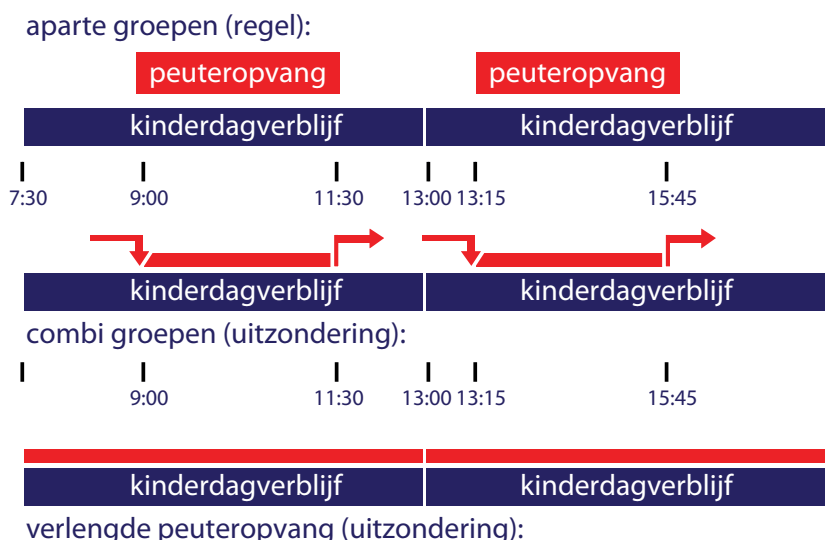 aparte groepen (regel):
peuteropvang peuteropvang
kinderdagverblijf kinderdagverblijf
7:30 9:00 11:30 13:00 13:15 15:45
kinderdagverblijf kinderdagverblijf
combi groepen (uitzondering):
9:00 11:30 13:00 13:15 15:45
kinderdagverblijf kinderdagverblijf
verlengde peuteropvang (uitzondering):